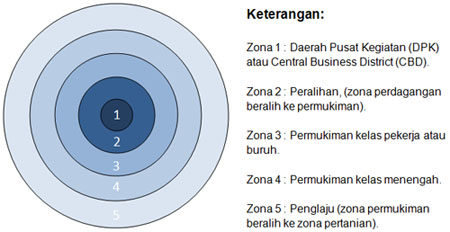 Keterangan:
Zona 1 : Daerah Pusat Kegiatan (DPK)
atau Central Business District (CBD).
Zona 2 : Peralihan, (zona perdagangan
beralih ke permukiman).
Zona 3 : Permukiman kelas pekerja atau
buruh.
Zona 4 : Permukiman kelas menengah.
Zona 5 : Penglaju (zona permukiman
beralih ke zona pertanian).
1
2
3
4
5